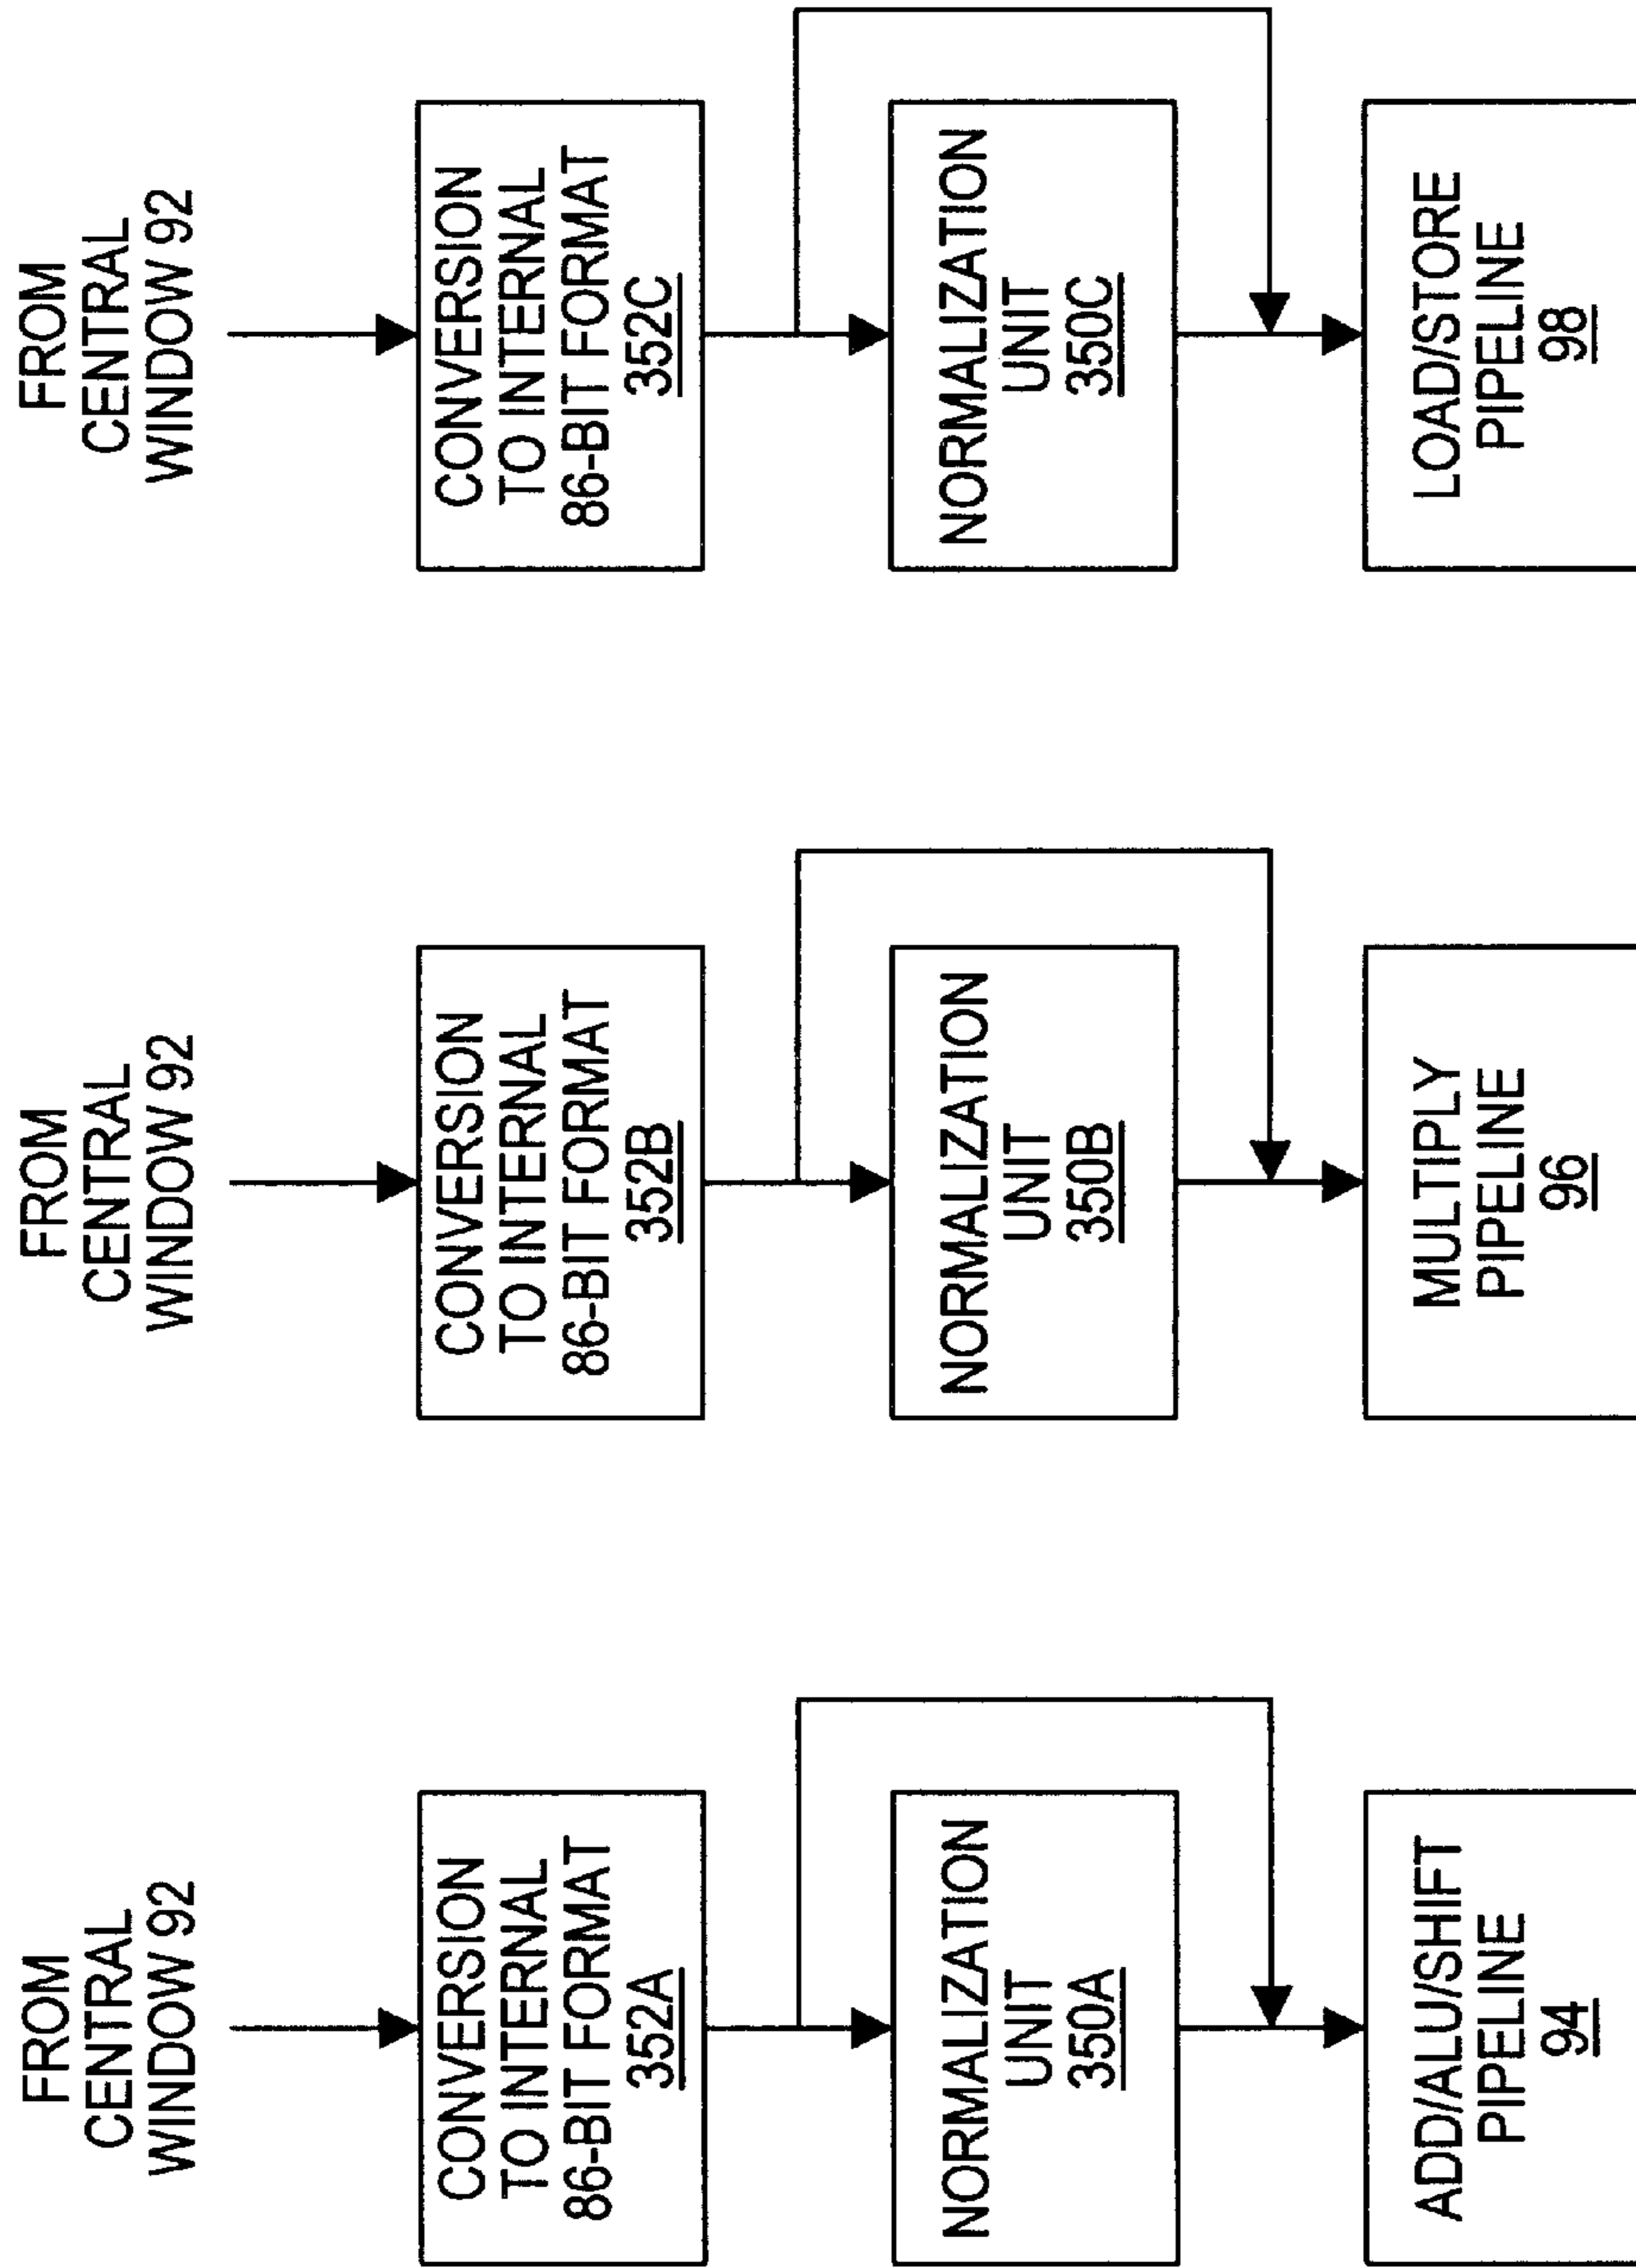 FROM
CENTRAL
WINDOW 92
CONVERSION
TO INTERNAL
86-BIT FORMAT
352A
NORMALIZATION
UNIT
350A
ADD/ALU/SHIFT
PIPELINE
94
FROM
CENTRAL
WINDOW 92
CONVERSION
TO INTERNAL
86-BIT FORMAT
352B
NORMALIZATION
UNIT
350B
MULTIPLY
PIPELINE
96
FROM
CENTRAL
WINDOW 92
CONVERSION
TO INTERNAL
86-BIT FORMAT
352C
NORMALIZATION
UNIT
350C
LOAD/STORE
PIPELINE
98